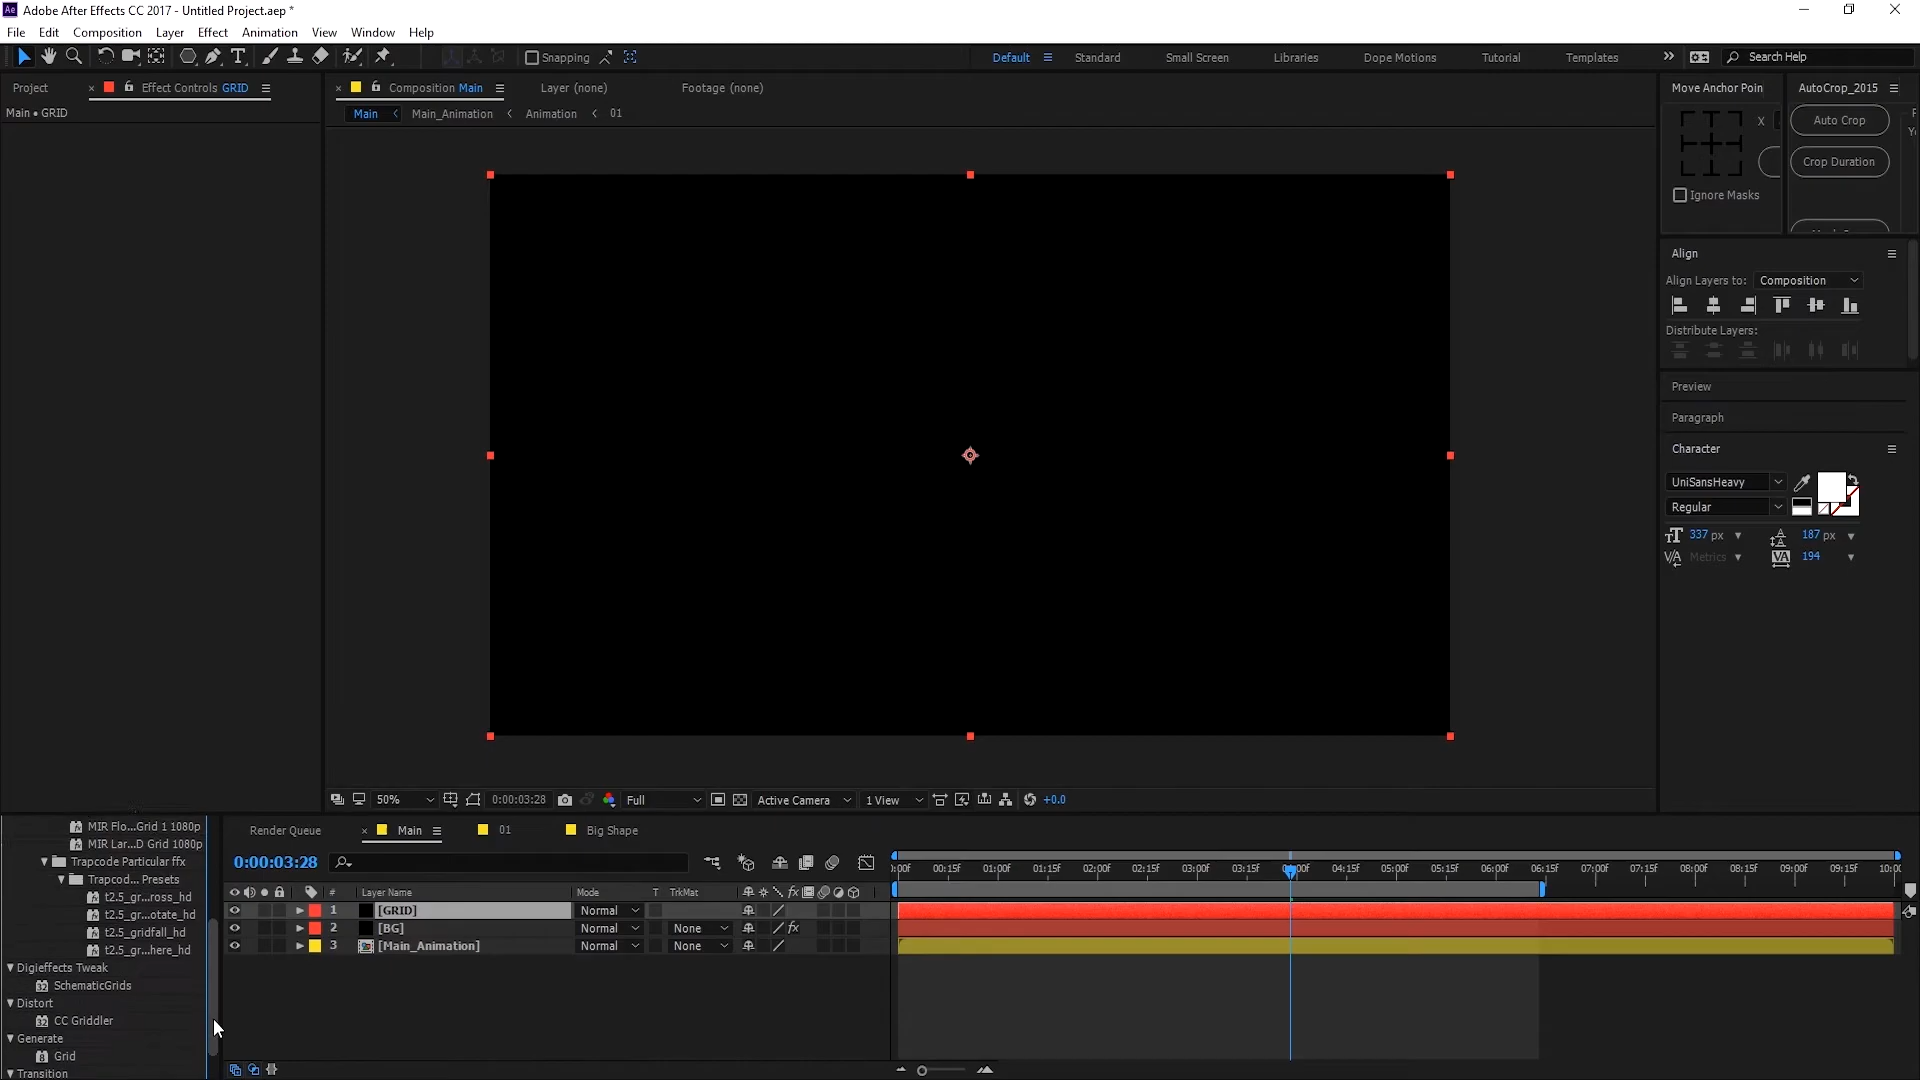 Adobe After Effects CC 2017 - Untitled Project.aep *
File Edit Composition Layer Effect Animation View Window Help
Snapping
Default Standard Small Screen Libraries Dope Motions Tutorial Templates
Search Help
Project Effect Controls GRID
Composition Main Layer (none) Footage (none)
Move Anchor Poin AutoCrop_2015
Main • GRID
Main Main_Animation Animation 01
X Auto Crop
Crop Duration
Ignore Masks
Align
Align Layers to: Composition
Distribute Layers:
Preview
Paragraph
Character
UniSansHeavy
Regular
337 px 187 px
Metrics 194
50% 0:00:03:28 Full Active Camera 1 View +0.0
MIR Flo...Grid 1 1080p
MIR Lar...D Grid 1080p
Trapcode Particular ffx
Trapcod... Presets
t2.5_gr...ross_hd
t2.5_gr...otate_hd
t2.5_gridfall_hd
t2.5_gr...here_hd
Digieffects Tweak
SchematicGrids
Distort
CC Griddler
Generate
Grid
Transition
Render Queue Main 01 Big Shape
0:00:03:28
:00f 00:15f 01:00f 01:15f 02:00f 02:15f 03:00f 03:15f 04:00f 04:15f 05:00f 05:15f 06:00f 06:15f 07:00f 07:15f 08:00f 08:15f 09:00f 09:15f 10:0
# Layer Name Mode T TrkMat
1 [GRID] Normal
2 [BG] Normal None
3 [Main_Animation] Normal None